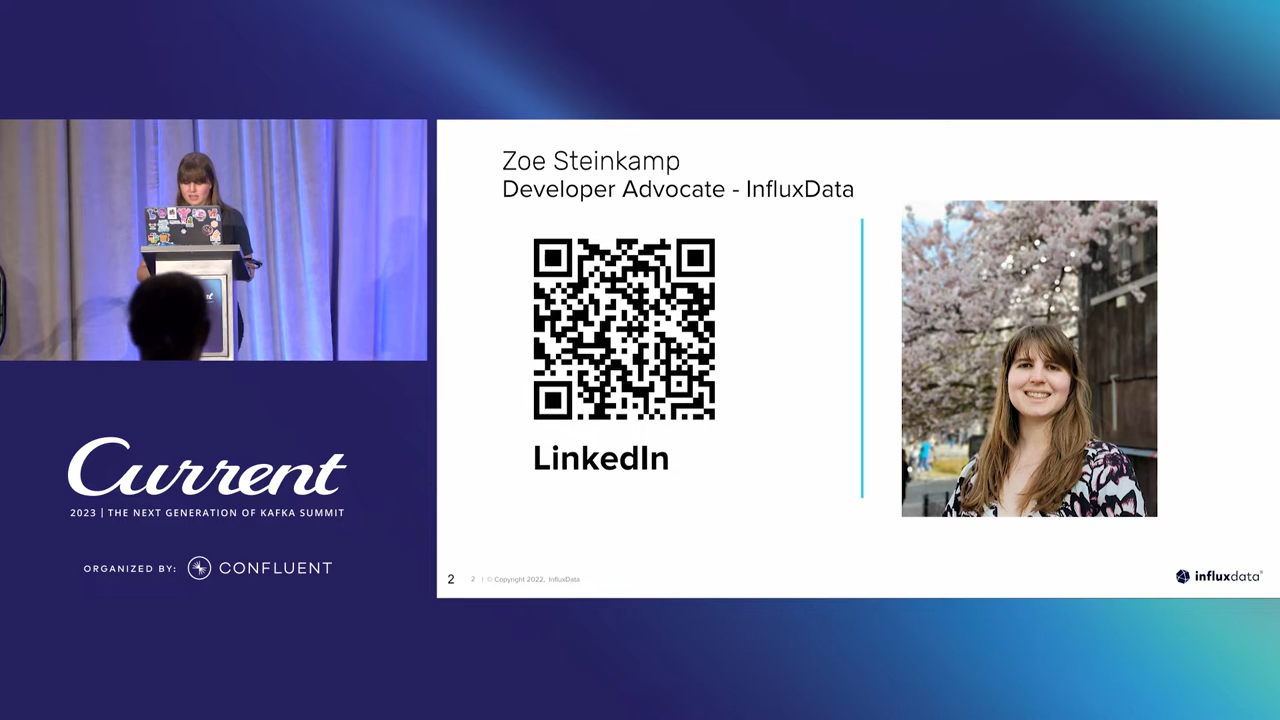 Zoe Steinkamp
Developer Advocate - InfluxData
LinkedIn
Current
2023 | THE NEXT GENERATION OF KAFKA SUMMIT
ORGANIZED BY: CONFLUENT
2
2 | © Copyright 2022, InfluxData
influxdata®